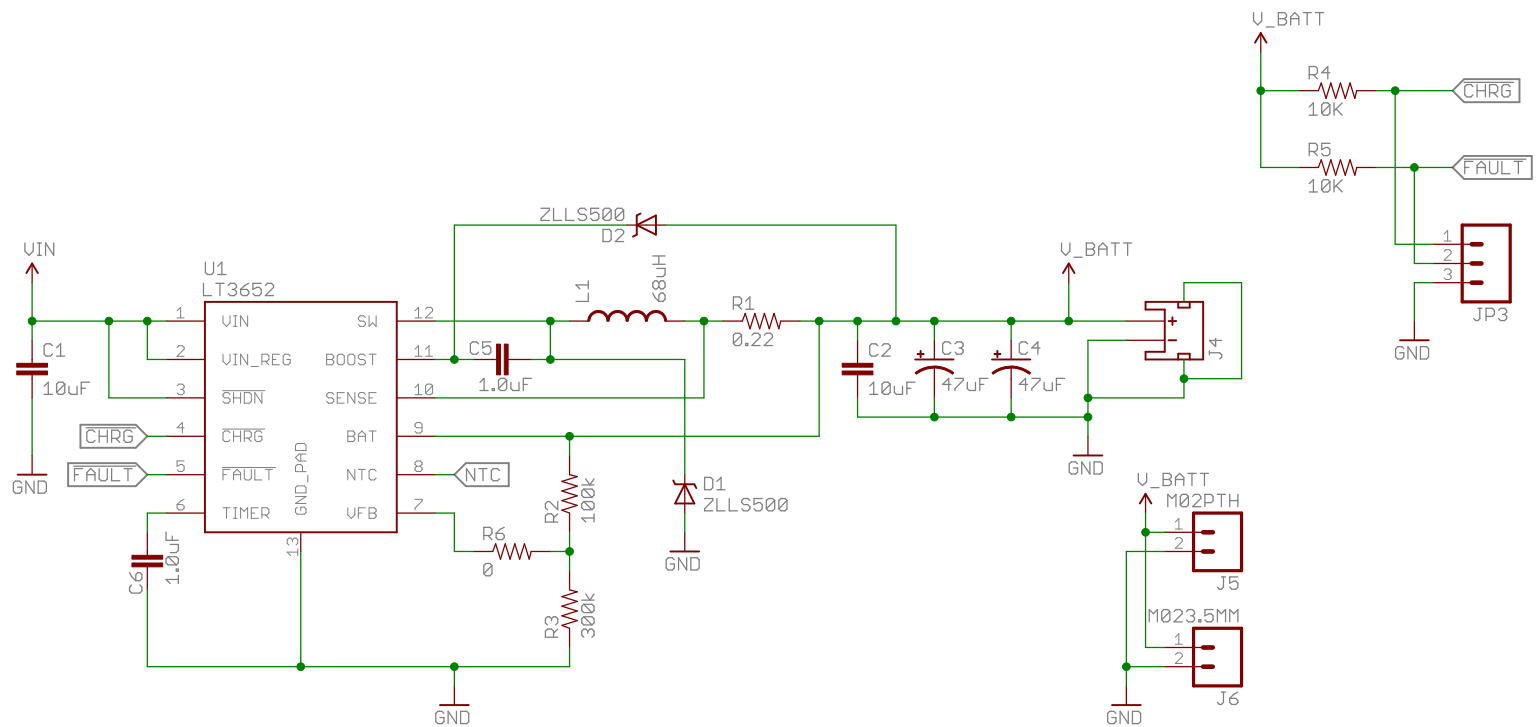 V_BATT
R4
10K
CHRG
R5
10K
FAULT
1
2
3
JP3
GND
ZLLS500
D2
VIN
U1
LT3652
1
VIN
SW
12
2
VIN_REG
BOOST
11
3
SHDN
SENSE
10
4
CHRG
BAT
9
5
FAULT
NTC
8
6
TIMER
VFB
7
GND_PAD
13
C1
10uF
GND
CHRG
FAULT
C6
1.0uF
L1
68uH
R1
0.22
C5
1.0uF
NTC
R2
100k
R6
0
R3
300k
GND
D1
ZLLS500
GND
C2
10uF
C3
+
47uF
C4
+
47uF
V_BATT
+
-
J4
GND
V_BATT
M02PTH
1
2
J5
M023.5MM
1
2
J6
GND